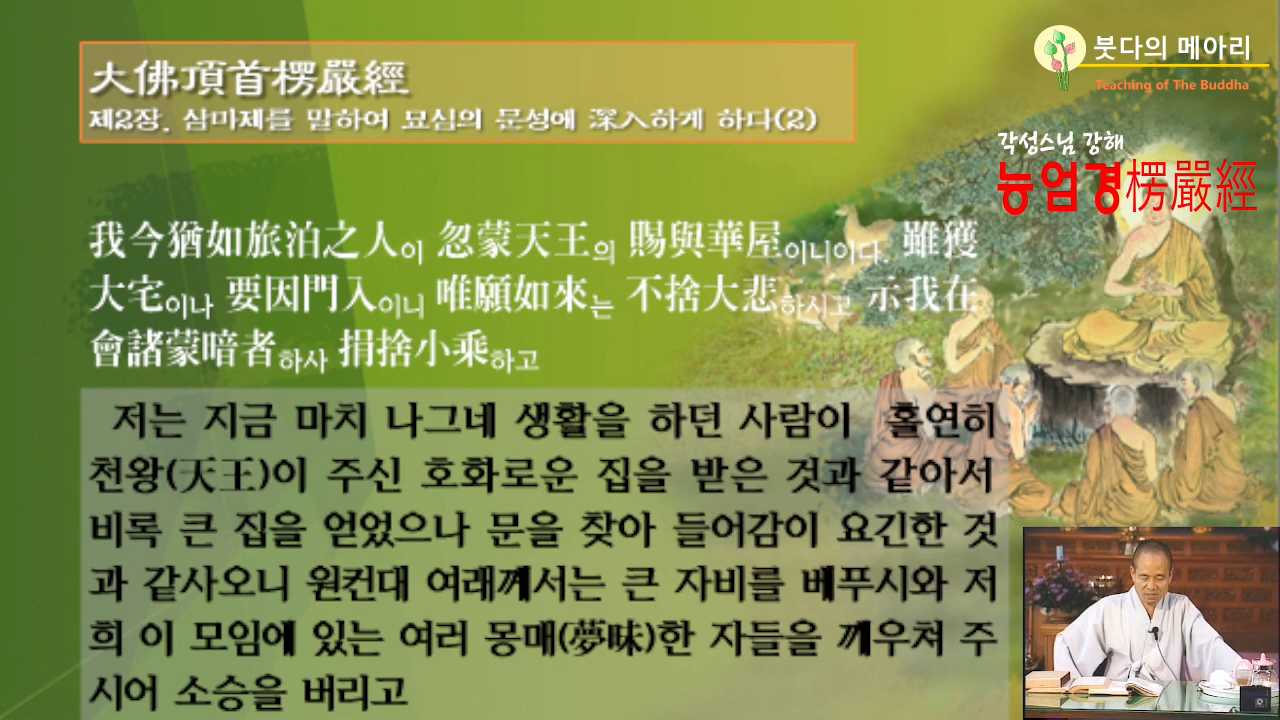 大佛頂首楞嚴經
제2장. 삼마제를 말하여 묘심의 문성에 深入하게 하다(2)
붓다의 메아리
Teaching of The Buddha
각성스님 강해
능엄경楞嚴經
我今猶如旅泊之人이 忽蒙天王의 賜與華屋이니이다. 雖獲
大宅이나 要因門入이니 唯願如來는 不捨大悲하시고 示我在
會諸蒙暗者하사 捐捨小乘하고
저는 지금 마치 나그네 생활을 하던 사람이 홀연히
천왕(天王)이 주신 호화로운 집을 받은 것과 같아서
비록 큰 집을 얻었으나 문을 찾아 들어감이 요긴한 것
과 같사오니 원컨대 여래께서는 큰 자비를 베푸시와 저
희 이 모임에 있는 여러 몽매(夢昧)한 자들을 깨우쳐 주
시어 소승을 버리고